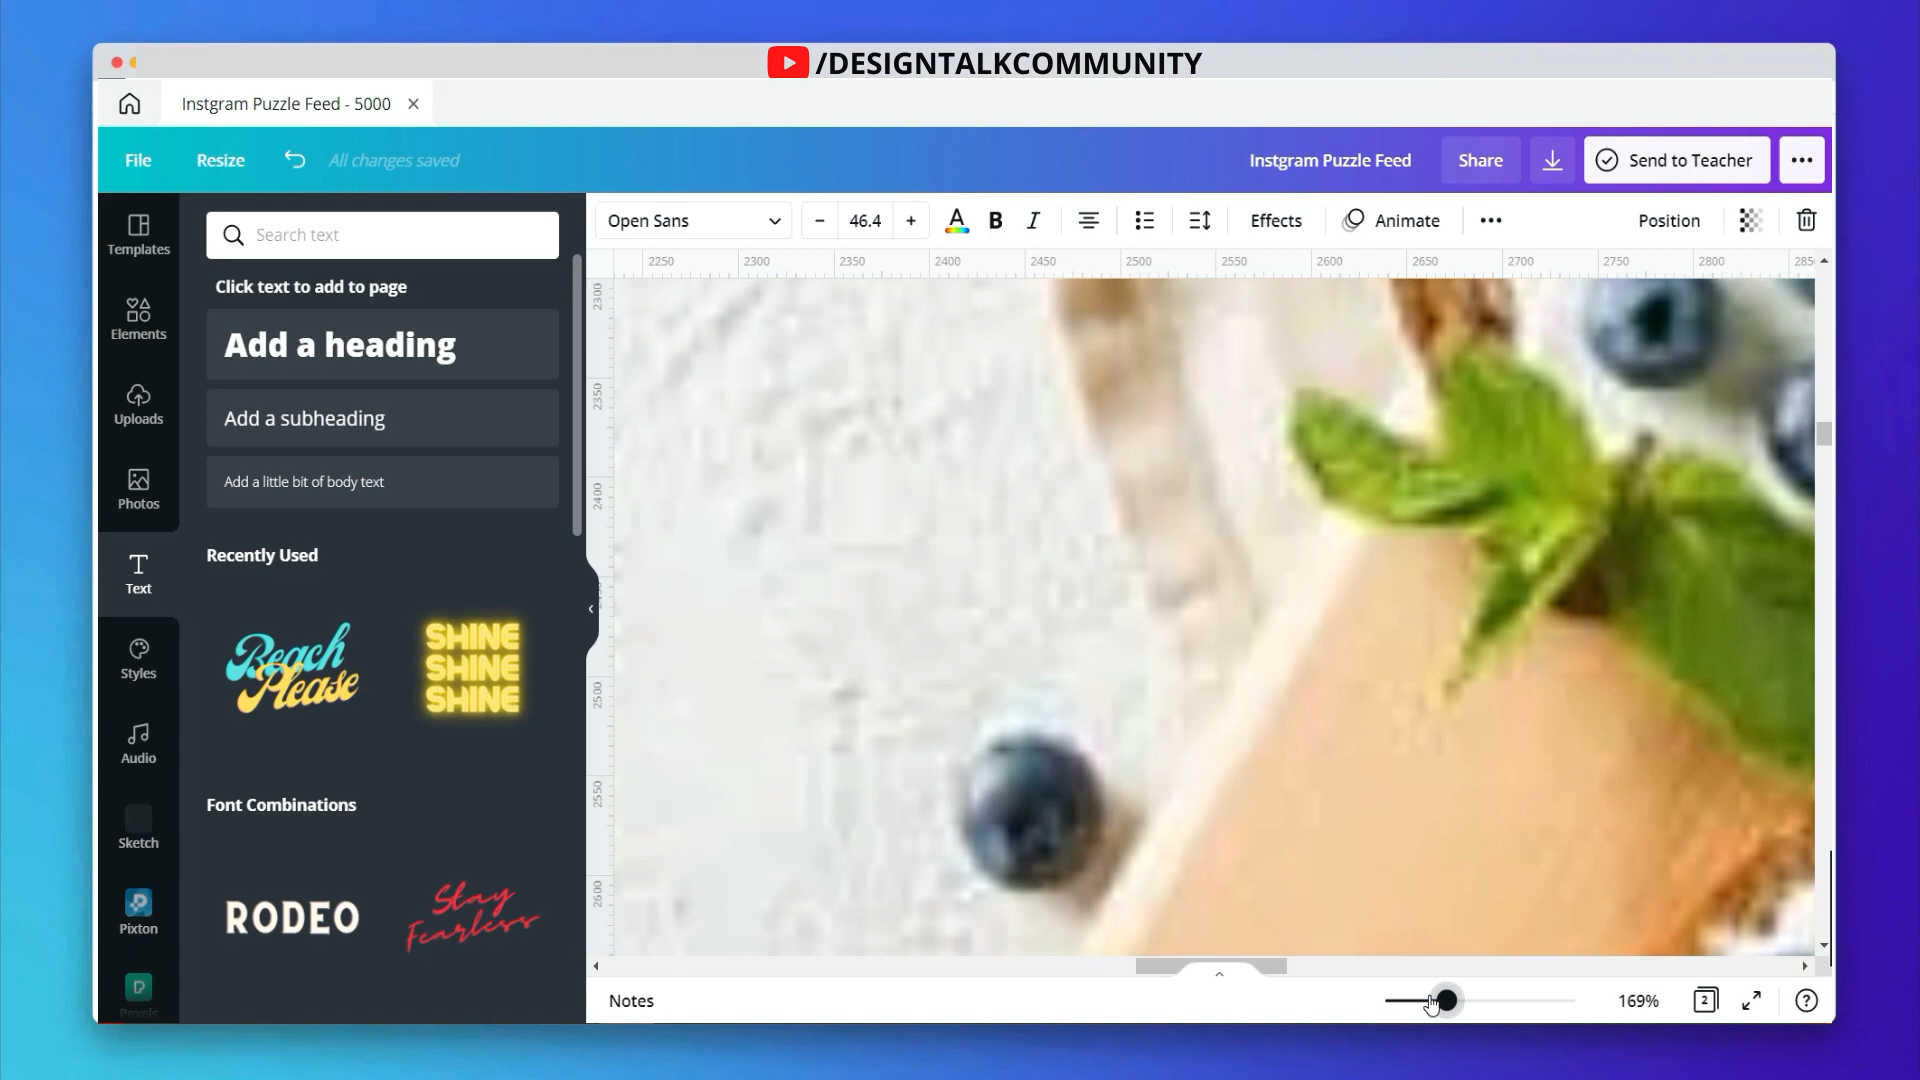 /DESIGNTALKCOMMUNITY
Instgram Puzzle Feed - 5000
File
Resize
All changes saved
Instgram Puzzle Feed
Share
Send to Teacher
Templates
Elements
Uploads
Photos
Text
Styles
Audio
Sketch
Pixton
Pexels
Search text
Click text to add to page
Add a heading
Add a subheading
Add a little bit of body text
Recently Used
Beach
Please
SHINE
SHINE
SHINE
Font Combinations
RODEO
Stay
Fearless
Open Sans
46.4
A
B
I
Effects
Animate
Position
2250 2300 2350 2400 2450 2500 2550 2600 2650 2700 2750 2800 285
2300
2350
2400
2500
2550
2600
Notes
169%
2
?